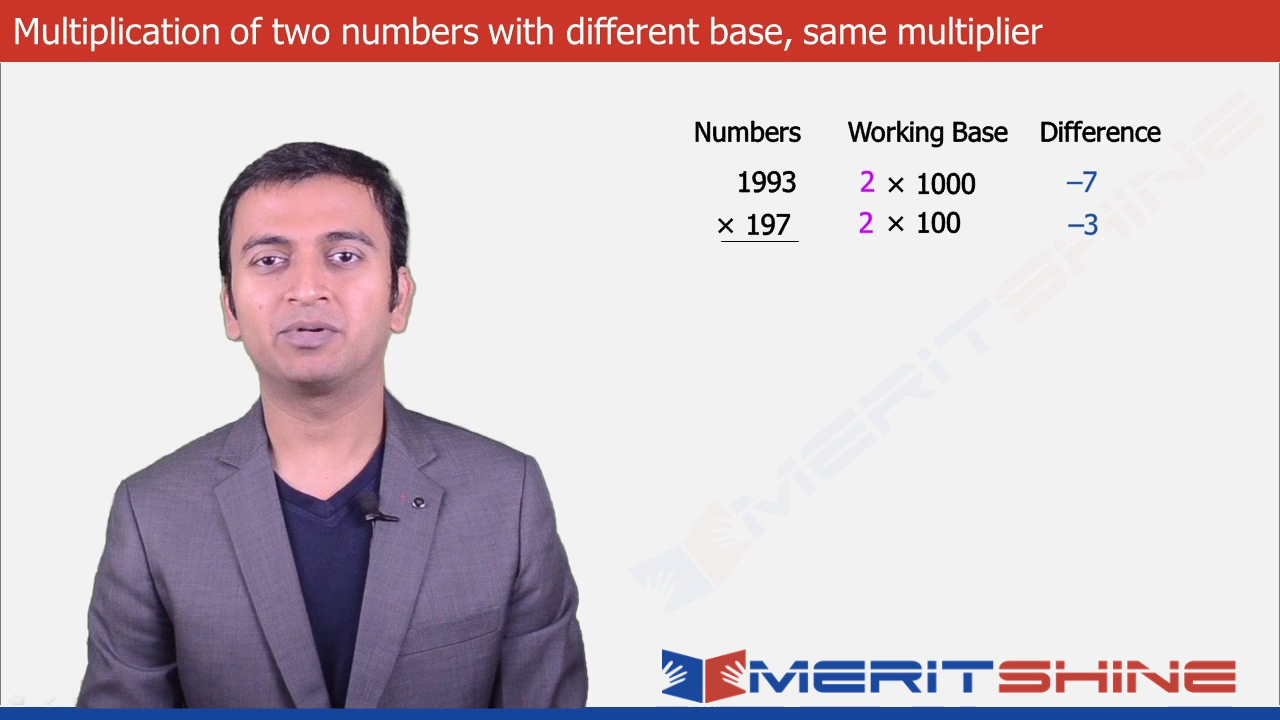 Multiplication of two numbers with different base, same multiplier
Numbers Working Base Difference
1993 2 × 1000 –7
× 197 2 × 100 –3
MERITSHINE
MERITSHINE